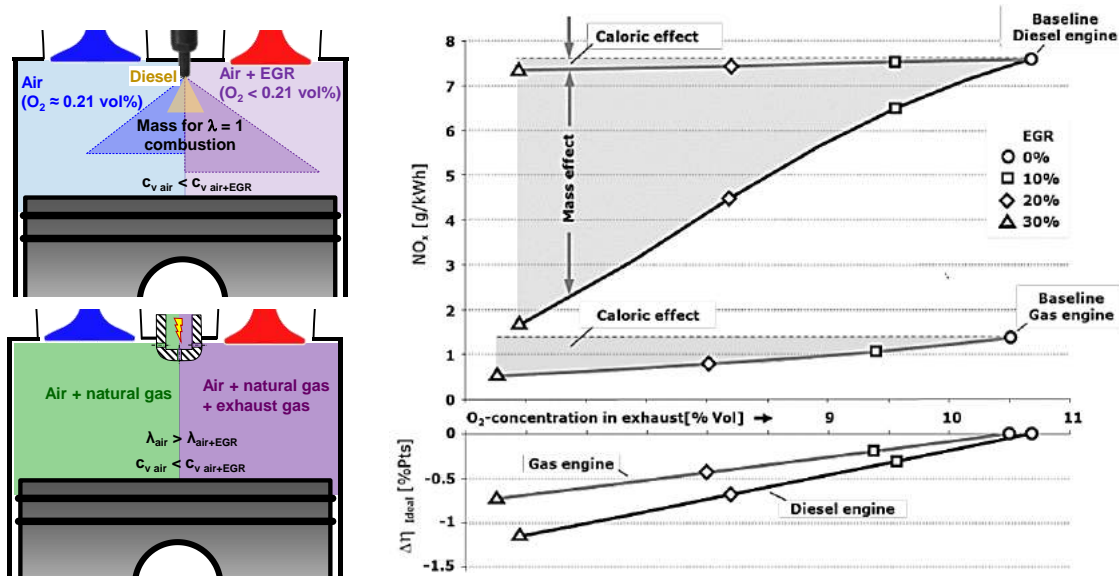 Air
(O₂ ≈ 0.21 vol%)
Diesel
Air + EGR
(O₂ < 0.21 vol%)
Mass for λ = 1
combustion
cᵥ air < cᵥ air+EGR
Air + natural gas
Air + natural gas
+ exhaust gas
λair > λair+EGR
cᵥ air < cᵥ air+EGR
Caloric effect
Baseline
Diesel engine
Mass effect
EGR
0%
10%
20%
30%
NOₓ [g/kWh]
8
7
6
5
4
3
2
1
0
Caloric effect
Baseline
Gas engine
O₂-concentration in exhaust[% Vol]
9
10
11
Δη Ideal [%Pts]
0
-0.5
-1
-1.5
Gas engine
Diesel engine